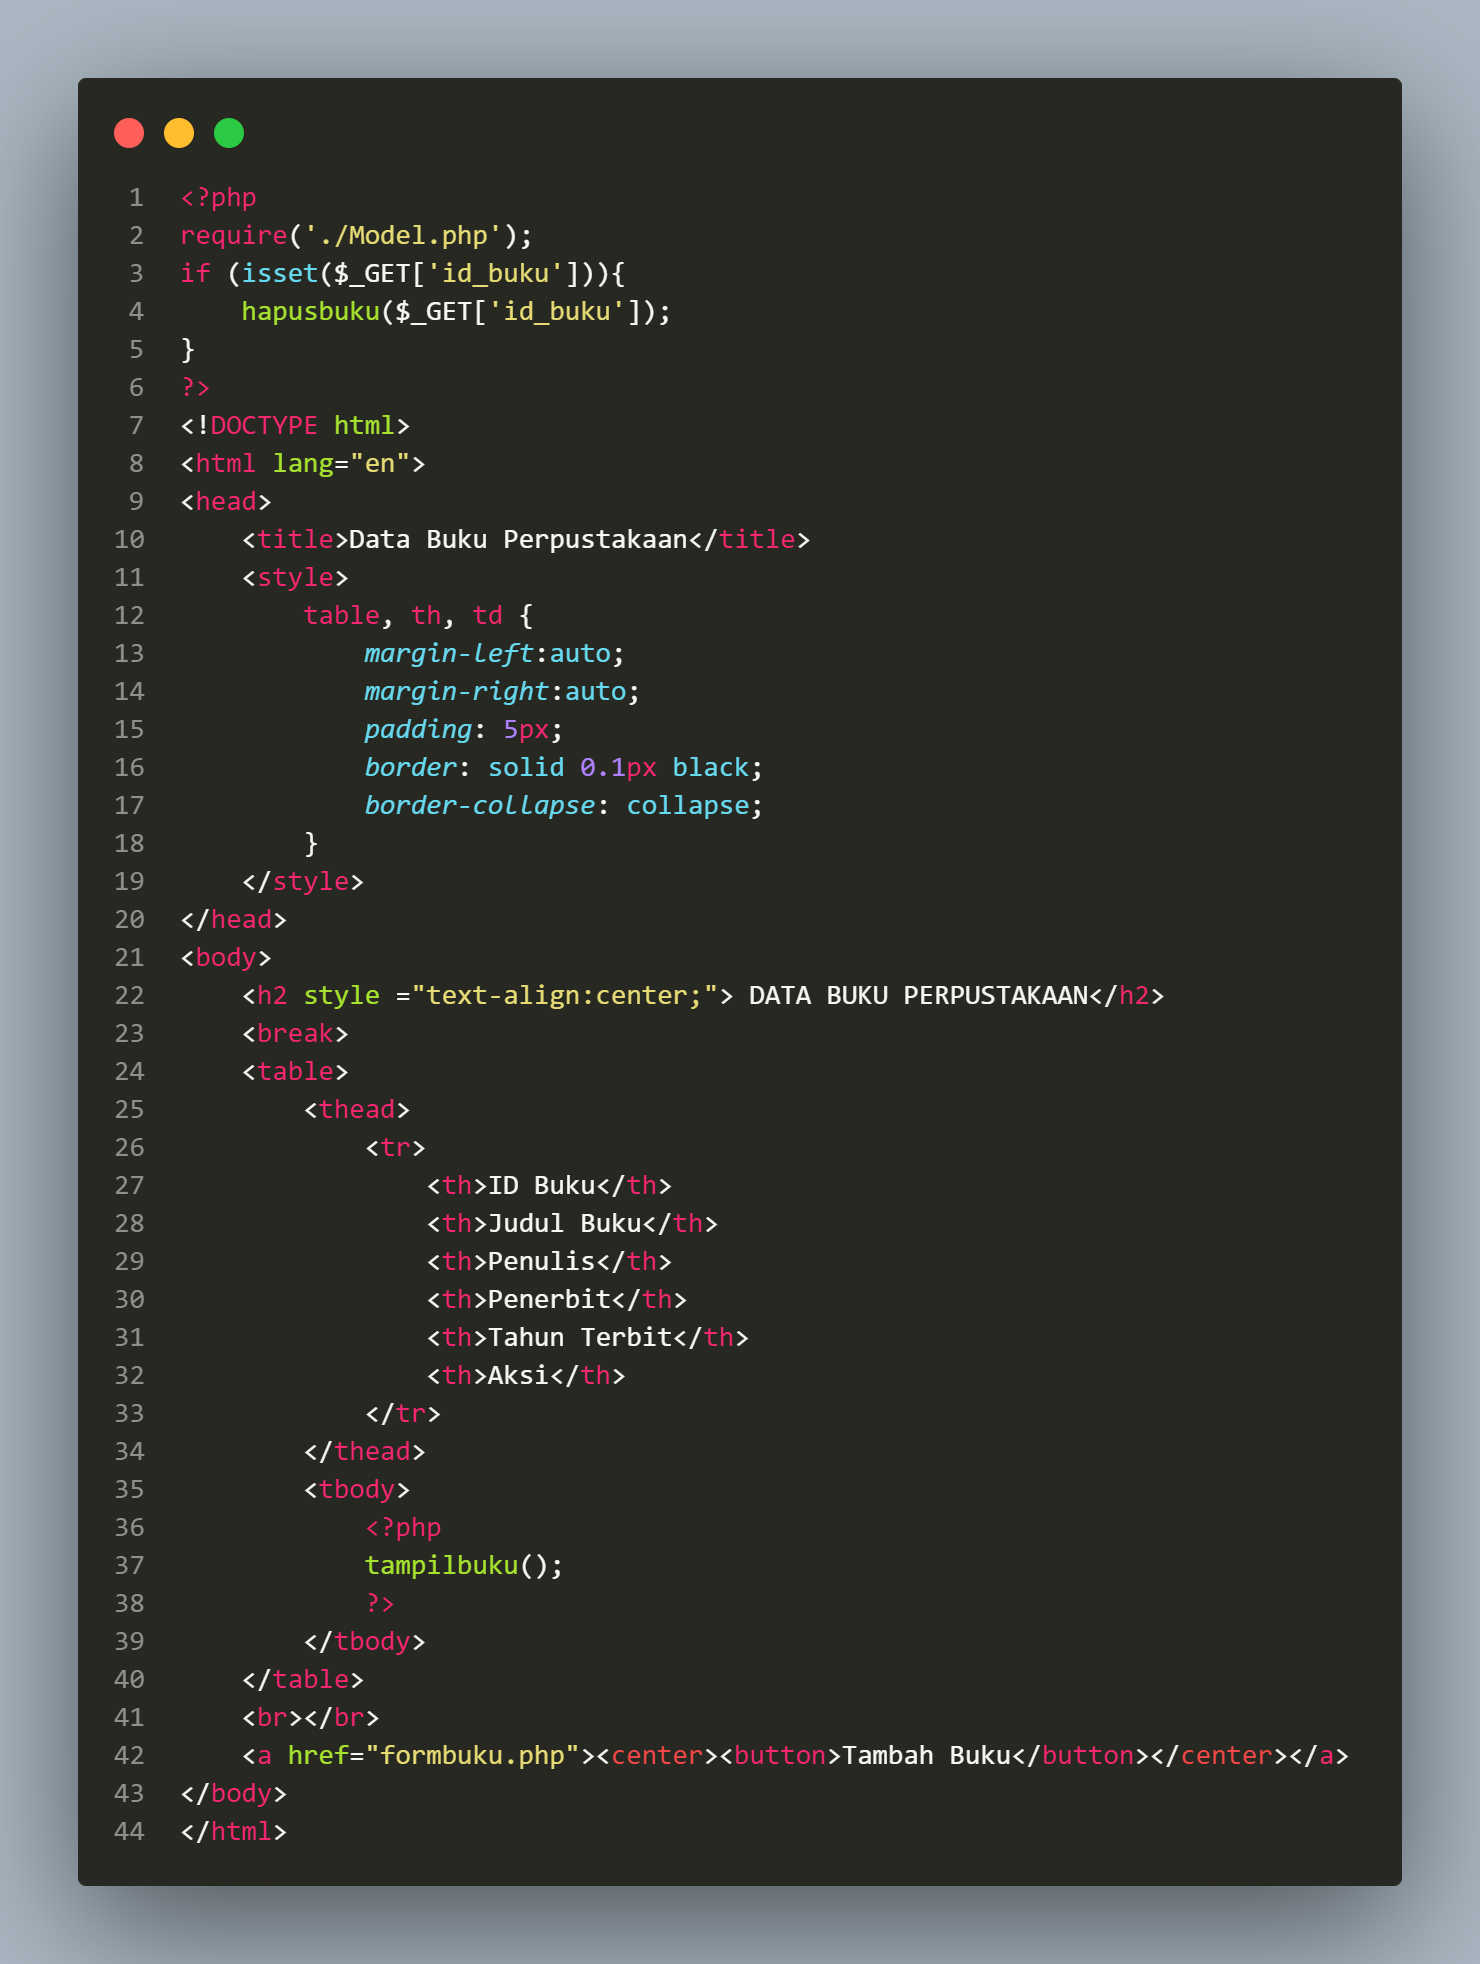 1 <?php
2 require('./Model.php');
3 if (isset($_GET['id_buku'])){
4     hapusbuku($_GET['id_buku']);
5 }
6 ?>
7 <!DOCTYPE html>
8 <html lang="en">
9 <head>
10     <title>Data Buku Perpustakaan</title>
11     <style>
12         table, th, td {
13             margin-left:auto;
14             margin-right:auto;
15             padding: 5px;
16             border: solid 0.1px black;
17             border-collapse: collapse;
18         }
19     </style>
20 </head>
21 <body>
22     <h2 style ="text-align:center;"> DATA BUKU PERPUSTAKAAN</h2>
23     <break>
24     <table>
25         <thead>
26             <tr>
27                 <th>ID Buku</th>
28                 <th>Judul Buku</th>
29                 <th>Penulis</th>
30                 <th>Penerbit</th>
31                 <th>Tahun Terbit</th>
32                 <th>Aksi</th>
33             </tr>
34         </thead>
35         <tbody>
36             <?php
37             tampilbuku();
38             ?>
39         </tbody>
40     </table>
41     <br></br>
42     <a href="formbuku.php"><center><button>Tambah Buku</button></center></a>
43 </body>
44 </html>